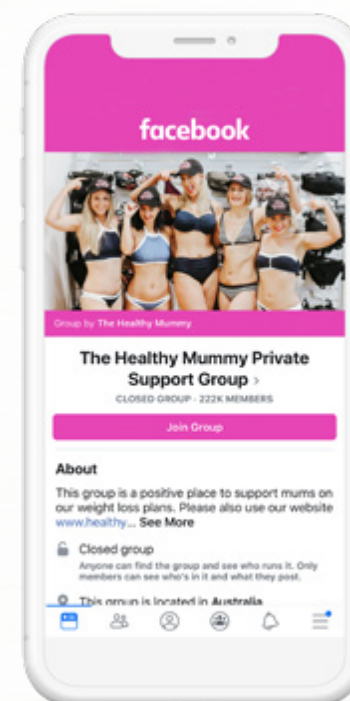 facebook
Group by The Healthy Mummy
The Healthy Mummy Private
Support Group >
CLOSED GROUP · 222K MEMBERS
Join Group
About
This group is a positive place to support mums on
our weight loss plans. Please also use our website
www.healthy... See More
Closed group
Anyone can find the group and see who runs it. Only
members can see who's in it and what they post.
This group is located in Australia